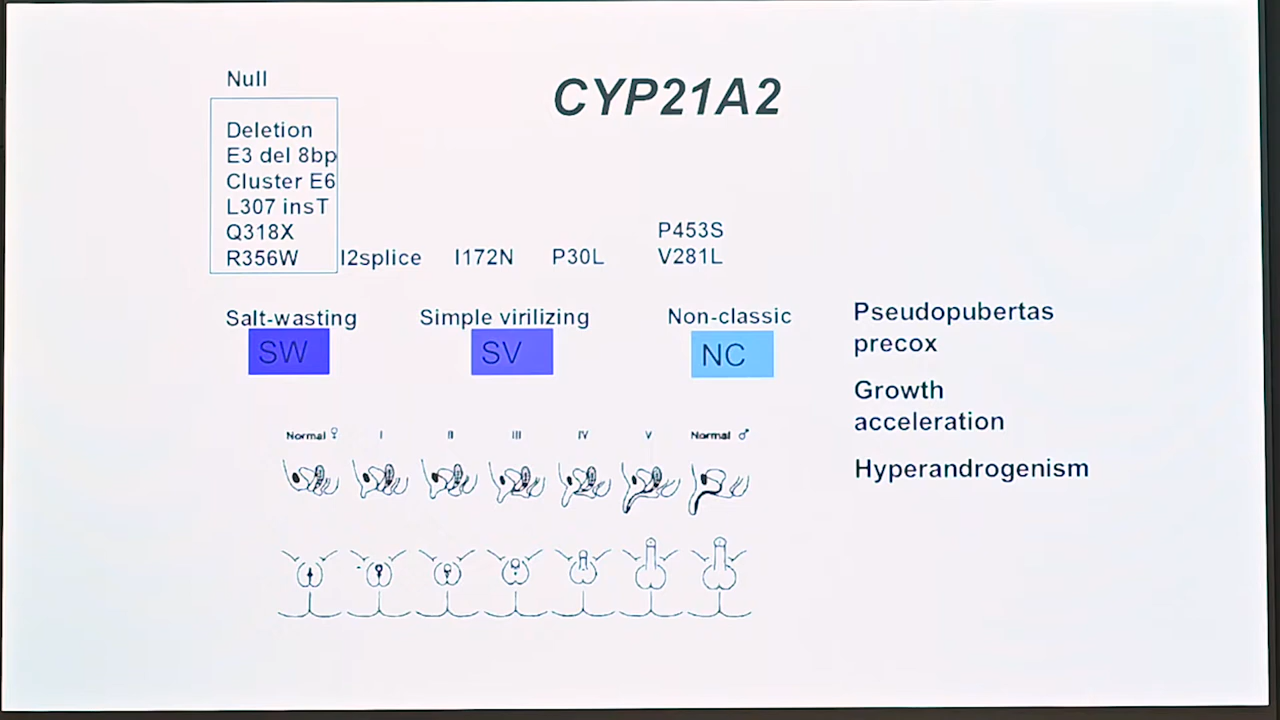 CYP21A2
Null
Deletion
E3 del 8bp
Cluster E6
L307 insT
Q318X
R356W
I2splice
I172N
P30L
P453S
V281L
Salt-wasting
SW
Simple virilizing
SV
Non-classic
NC
Pseudopubertas
precox
Growth
acceleration
Hyperandrogenism
Normal ♀ I II III IV V Normal ♂